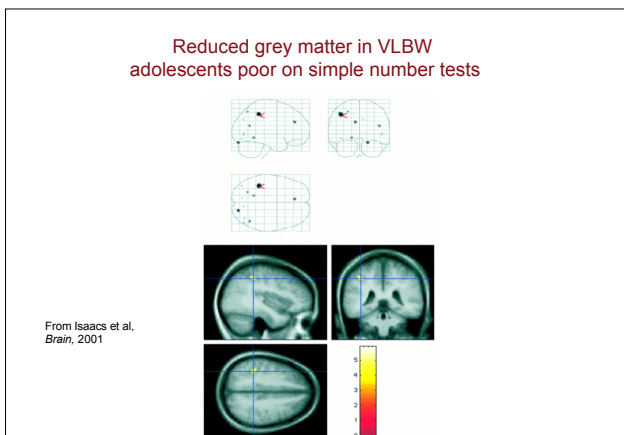 Reduced grey matter in VLBW
adolescents poor on simple number tests
From Isaacs et al,
Brain, 2001
5
4
3
2
1
0